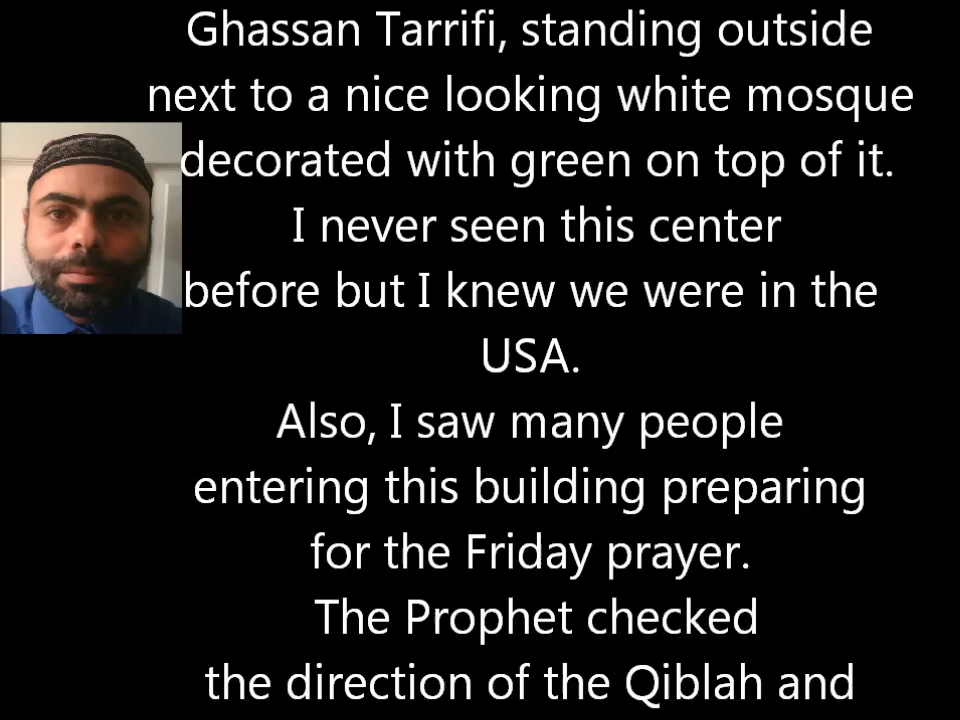 Ghassan Tarrifi, standing outside
next to a nice looking white mosque
decorated with green on top of it.
I never seen this center
before but I knew we were in the
USA.
Also, I saw many people
entering this building preparing
for the Friday prayer.
The Prophet checked
the direction of the Qiblah and